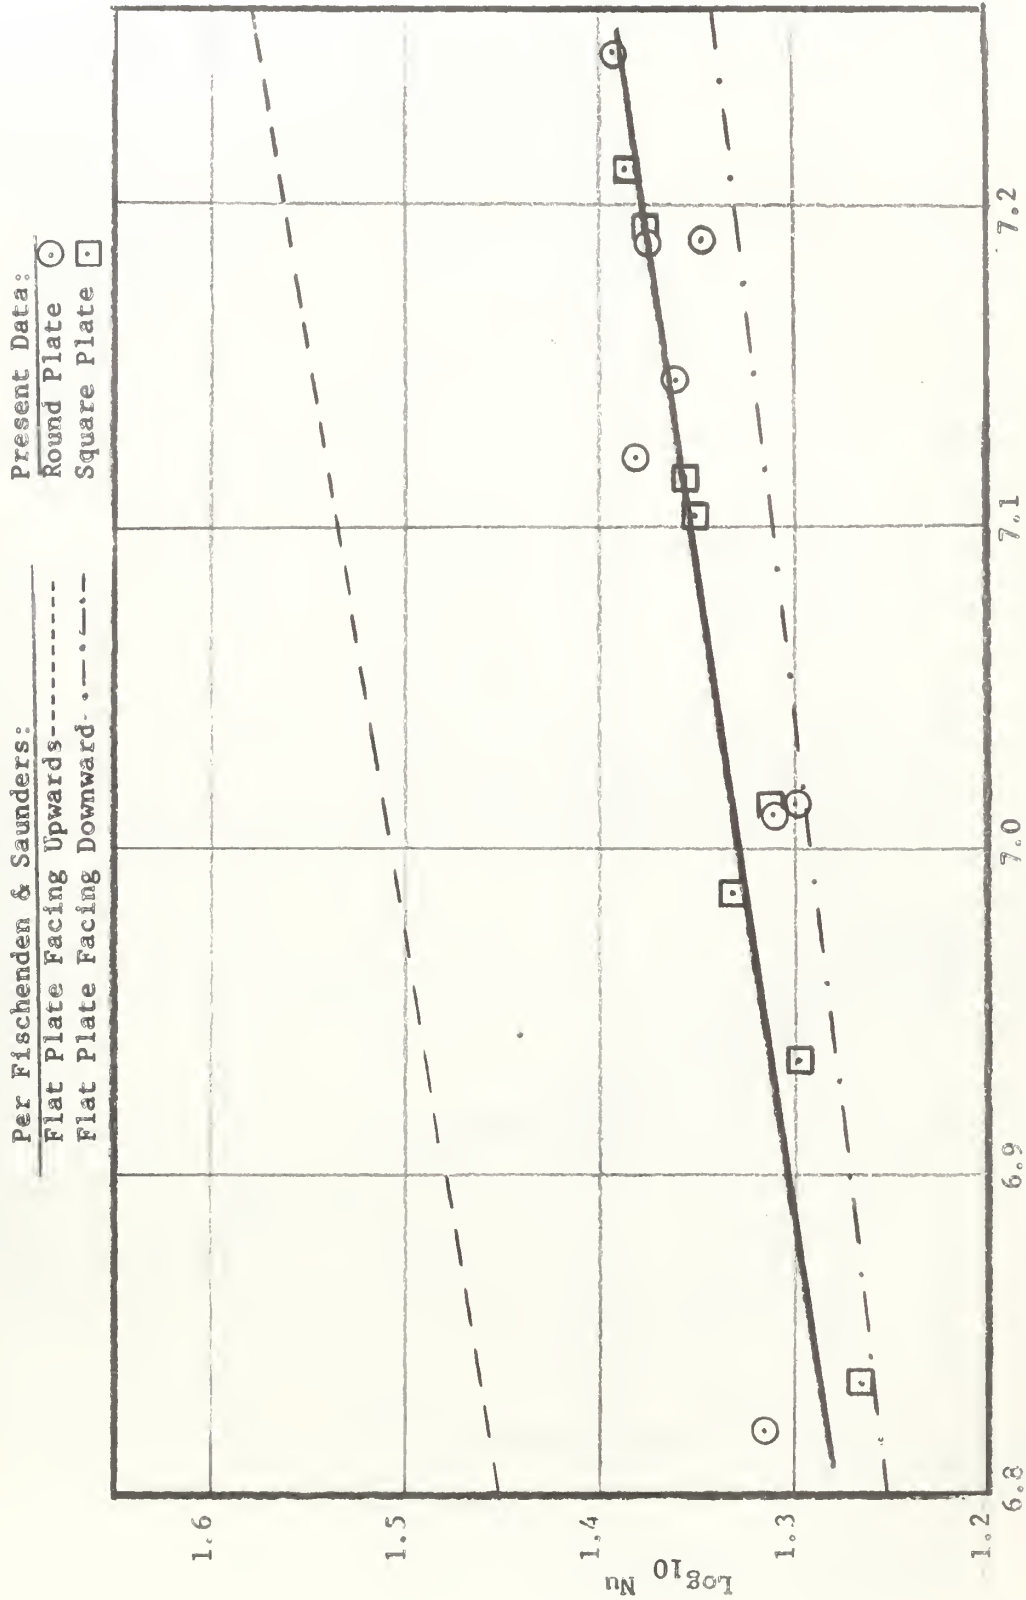 Per Fischenden & Saunders:
Flat Plate Facing Upwards----------
Flat Plate Facing Downward-·—·—·—
Present Data:
Round Plate ⊙
Square Plate ⊡
1.6
1.5
1.4
1.3
1.2
Log10 Nu
6.8
6.9
7.0
7.1
7.2